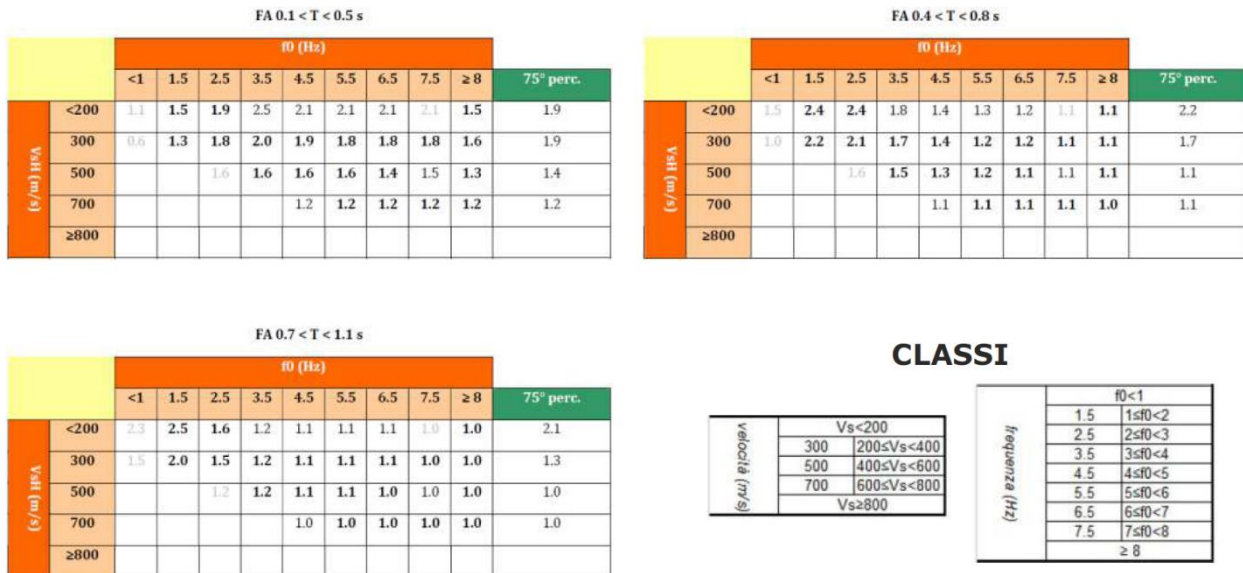 FA 0.1 < T < 0.5 s
f0 (Hz)
<1 1.5 2.5 3.5 4.5 5.5 6.5 7.5 ≥ 8 75° perc.
VsH (m/s)
<200 1.1 1.5 1.9 2.5 2.1 2.1 2.1 2.1 1.5 1.9
300 0.6 1.3 1.8 2.0 1.9 1.8 1.8 1.8 1.6 1.9
500 1.6 1.6 1.6 1.6 1.4 1.5 1.3 1.4
700 1.2 1.2 1.2 1.2 1.2 1.2
≥800
FA 0.4 < T < 0.8 s
f0 (Hz)
<1 1.5 2.5 3.5 4.5 5.5 6.5 7.5 ≥ 8 75° perc.
VsH (m/s)
<200 1.5 2.4 2.4 1.8 1.4 1.3 1.2 1.1 1.1 2.2
300 1.0 2.2 2.1 1.7 1.4 1.2 1.2 1.1 1.1 1.7
500 1.6 1.5 1.3 1.2 1.1 1.1 1.1 1.1
700 1.1 1.1 1.1 1.1 1.0 1.1
≥800
FA 0.7 < T < 1.1 s
f0 (Hz)
<1 1.5 2.5 3.5 4.5 5.5 6.5 7.5 ≥ 8 75° perc.
VsH (m/s)
<200 2.3 2.5 1.6 1.2 1.1 1.1 1.1 1.0 1.0 2.1
300 1.5 2.0 1.5 1.2 1.1 1.1 1.1 1.0 1.0 1.3
500 1.2 1.2 1.1 1.1 1.0 1.0 1.0 1.0
700 1.0 1.0 1.0 1.0 1.0 1.0
≥800
CLASSI
velocità (m/s)
Vs<200
300 200≤Vs<400
500 400≤Vs<600
700 600≤Vs<800
Vs≥800
frequenza (Hz)
f0<1
1.5 1≤f0<2
2.5 2≤f0<3
3.5 3≤f0<4
4.5 4≤f0<5
5.5 5≤f0<6
6.5 6≤f0<7
7.5 7≤f0<8
≥ 8